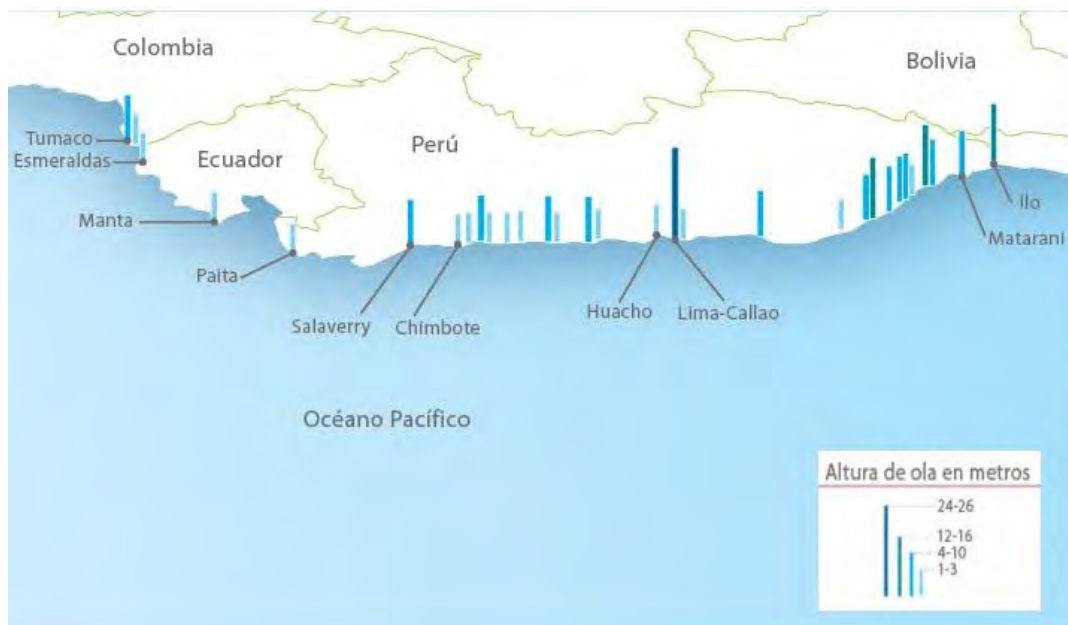 Colombia
Bolivia
Tumaco
Esmeraldas
Ecuador
Perú
Manta
Ilo
Matarani
Paita
Salaverry
Chimbote
Huacho
Lima-Callao
Océano Pacífico
Altura de ola en metros
24-26
12-16
4-10
1-3